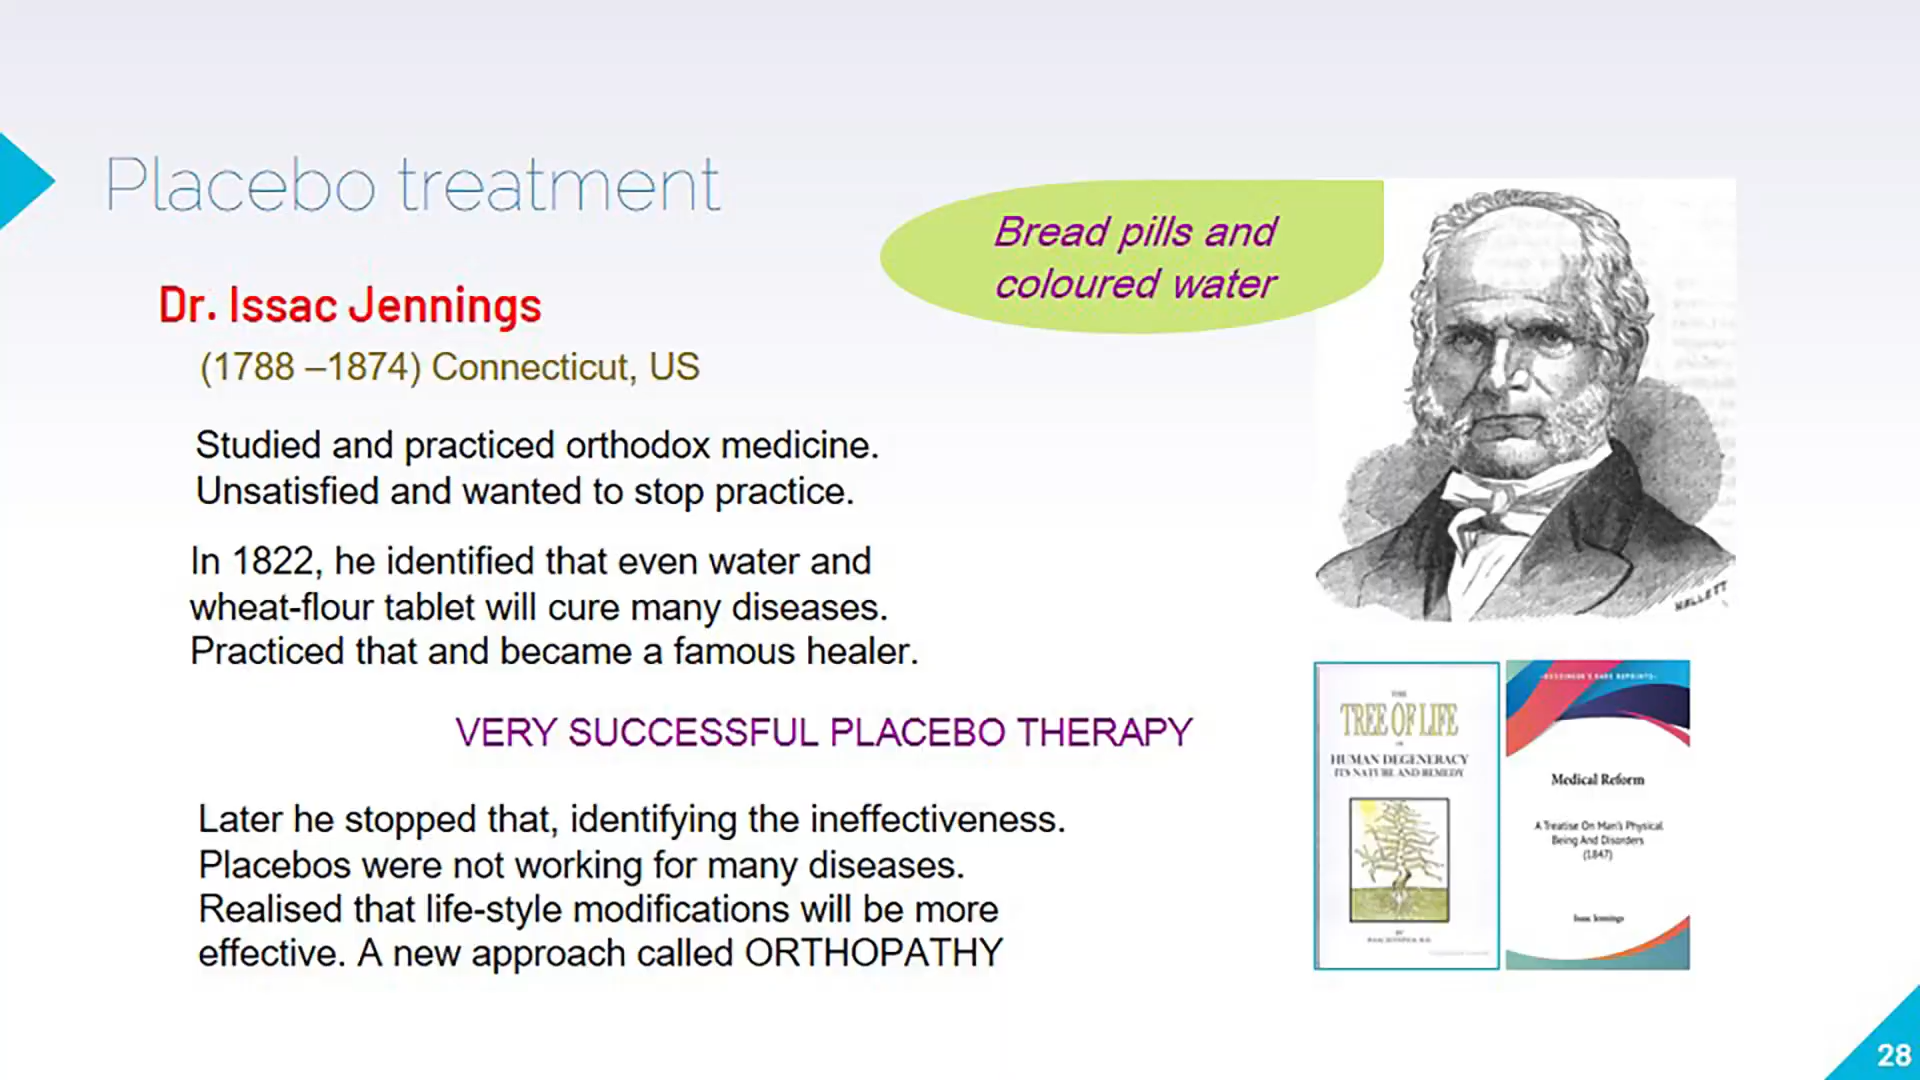 Placebo treatment
Bread pills and
coloured water
Dr. Issac Jennings
(1788 –1874) Connecticut, US
Studied and practiced orthodox medicine.
Unsatisfied and wanted to stop practice.
In 1822, he identified that even water and
wheat-flour tablet will cure many diseases.
Practiced that and became a famous healer.
VERY SUCCESSFUL PLACEBO THERAPY
Later he stopped that, identifying the ineffectiveness.
Placebos were not working for many diseases.
Realised that life-style modifications will be more
effective. A new approach called ORTHOPATHY
HALLETT
THE
TREE OF LIFE
OR
HUMAN DEGENERACY
ITS NATURE AND REMEDY
BY
Medical Reform
A Treatise On Man's Physical
Being And Disorders
(1847)
Isaac Jennings
28